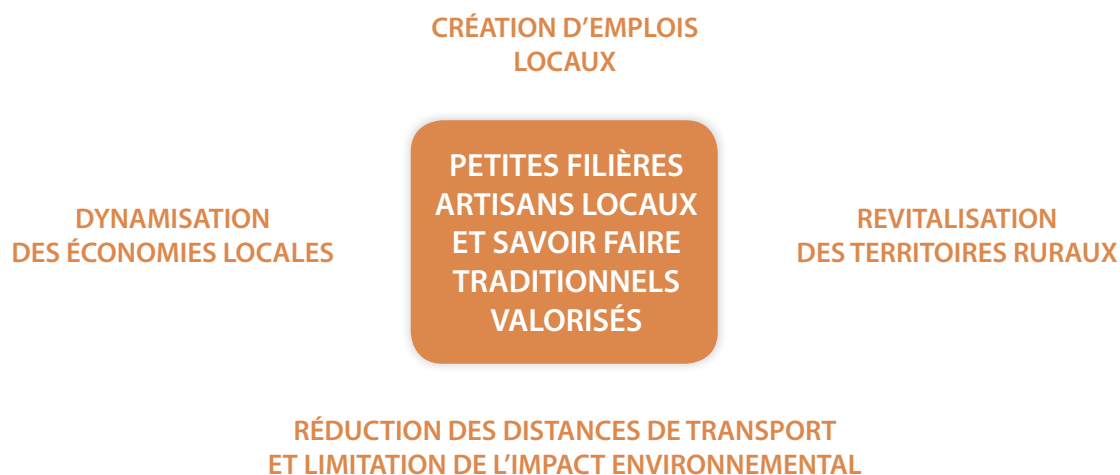 CRÉATION D’EMPLOIS
LOCAUX
PETITES FILIÈRES
ARTISANS LOCAUX
ET SAVOIR FAIRE
TRADITIONNELS
VALORISÉS
DYNAMISATION
DES ÉCONOMIES LOCALES
REVITALISATION
DES TERRITOIRES RURAUX
RÉDUCTION DES DISTANCES DE TRANSPORT
ET LIMITATION DE L’IMPACT ENVIRONNEMENTAL